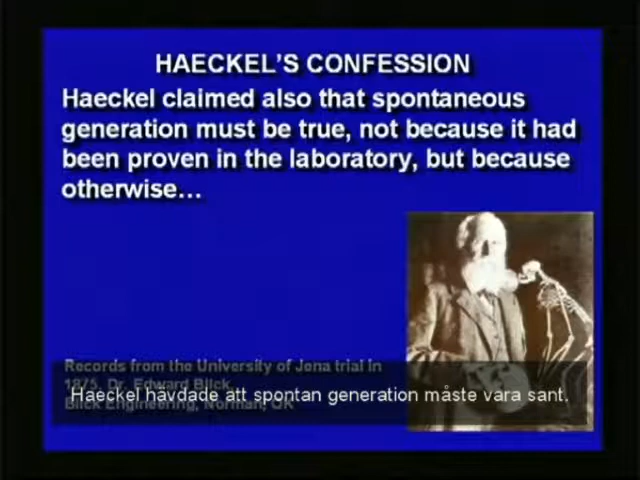 HAECKEL'S CONFESSION
Haeckel claimed also that spontaneous
generation must be true, not because it had
been proven in the laboratory, but because
otherwise…
Records from the University of Jena trial in
1875. Dr. Edward Blick,
Blick Engineering, Norman, OK
Haeckel hävdade att spontan generation måste vara sant.